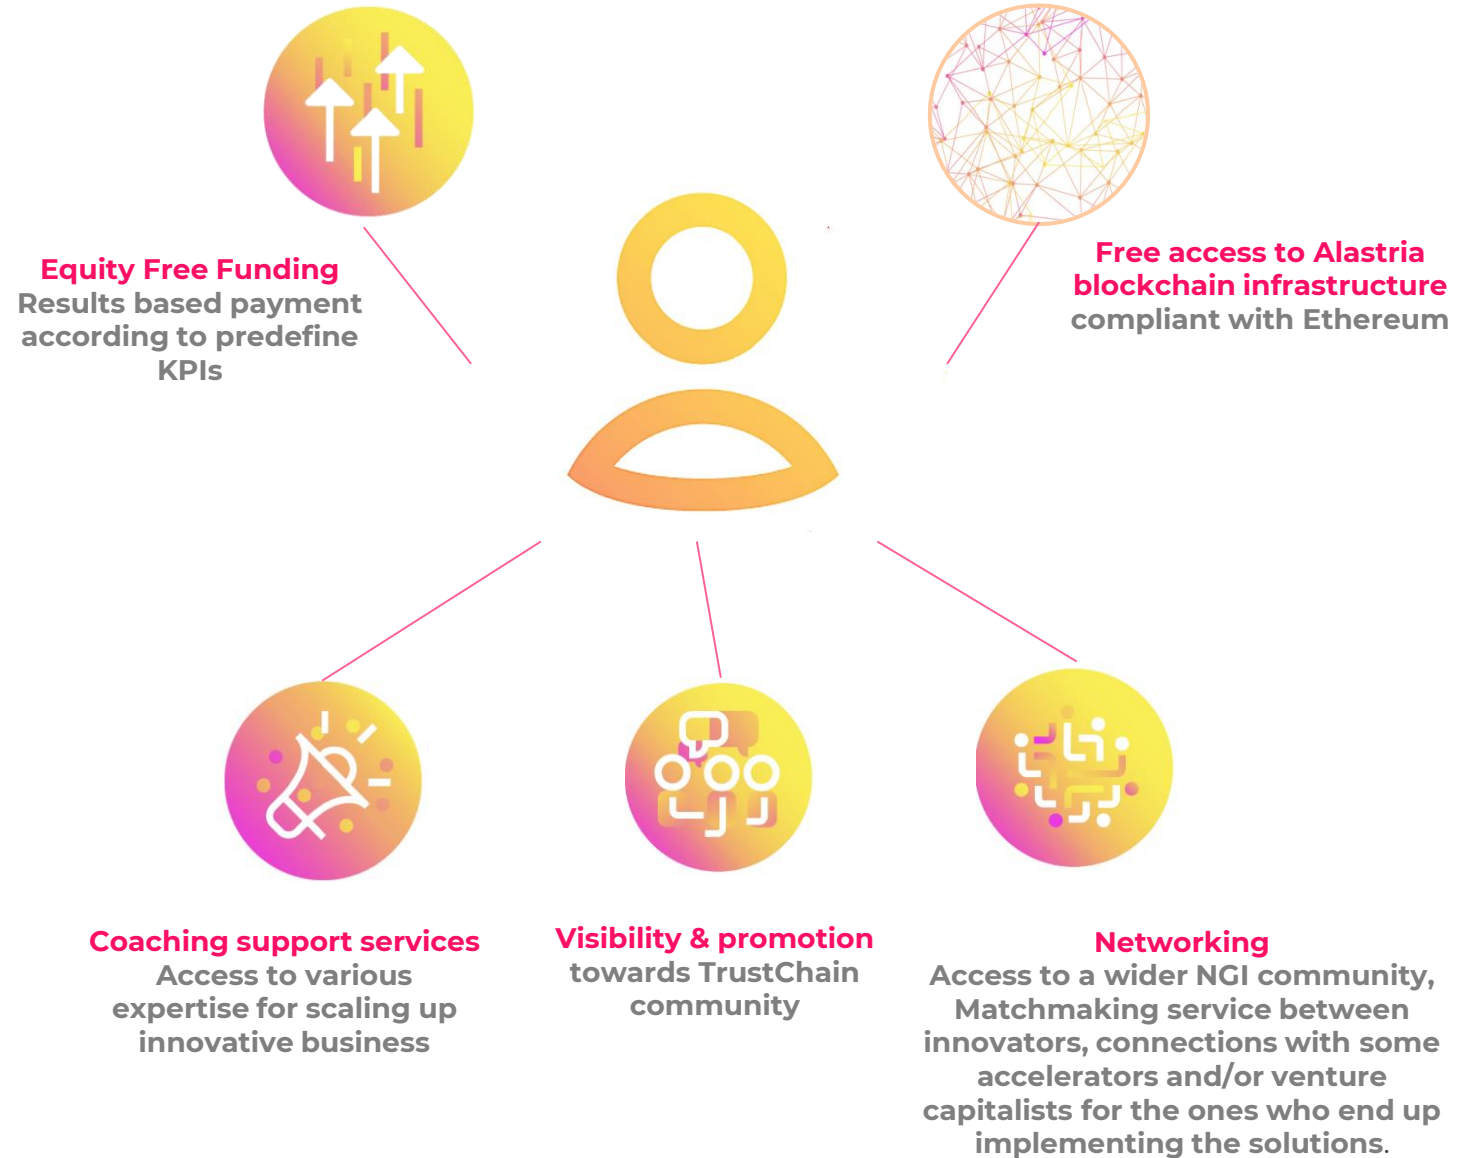 Equity Free Funding
Results based payment
according to predefine
KPIs
Free access to Alastria
blockchain infrastructure
compliant with Ethereum
Coaching support services
Access to various
expertise for scaling up
innovative business
Visibility & promotion
towards TrustChain
community
Networking
Access to a wider NGI community,
Matchmaking service between
innovators, connections with some
accelerators and/or venture
capitalists for the ones who end up
implementing the solutions.